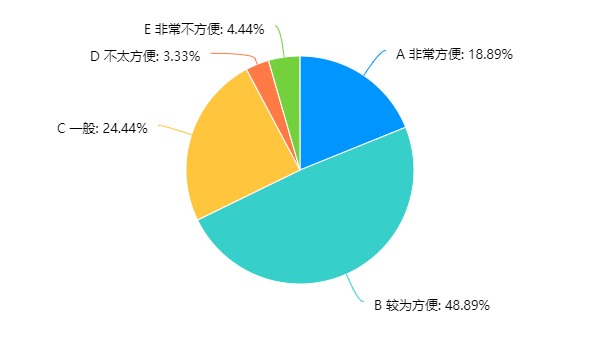 E 非常不方便: 4.44%
A 非常方便: 18.89%
D 不太方便: 3.33%
C 一般: 24.44%
B 较为方便: 48.89%